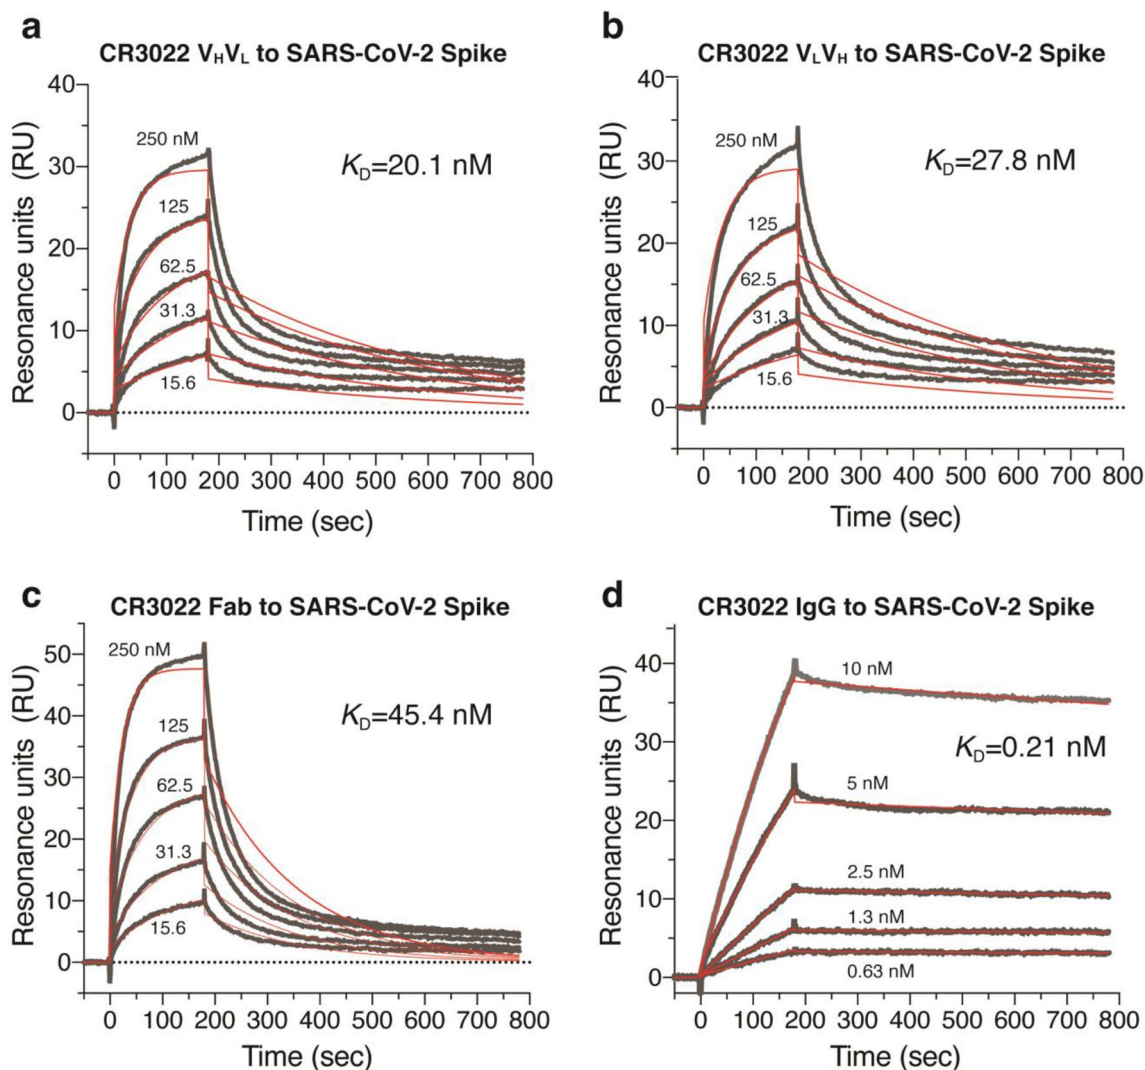 a
CR3022 VHVL to SARS-CoV-2 Spike
Resonance units (RU)
40
30
20
10
0
250 nM
125
62.5
31.3
15.6
KD=20.1 nM
0 100 200 300 400 500 600 700 800
Time (sec)
b
CR3022 VLVH to SARS-CoV-2 Spike
Resonance units (RU)
40
30
20
10
0
250 nM
125
62.5
31.3
15.6
KD=27.8 nM
0 100 200 300 400 500 600 700 800
Time (sec)
c
CR3022 Fab to SARS-CoV-2 Spike
Resonance units (RU)
50
40
30
20
10
0
250 nM
125
62.5
31.3
15.6
KD=45.4 nM
0 100 200 300 400 500 600 700 800
Time (sec)
d
CR3022 IgG to SARS-CoV-2 Spike
Resonance units (RU)
40
30
20
10
0
10 nM
KD=0.21 nM
5 nM
2.5 nM
1.3 nM
0.63 nM
0 100 200 300 400 500 600 700 800
Time (sec)